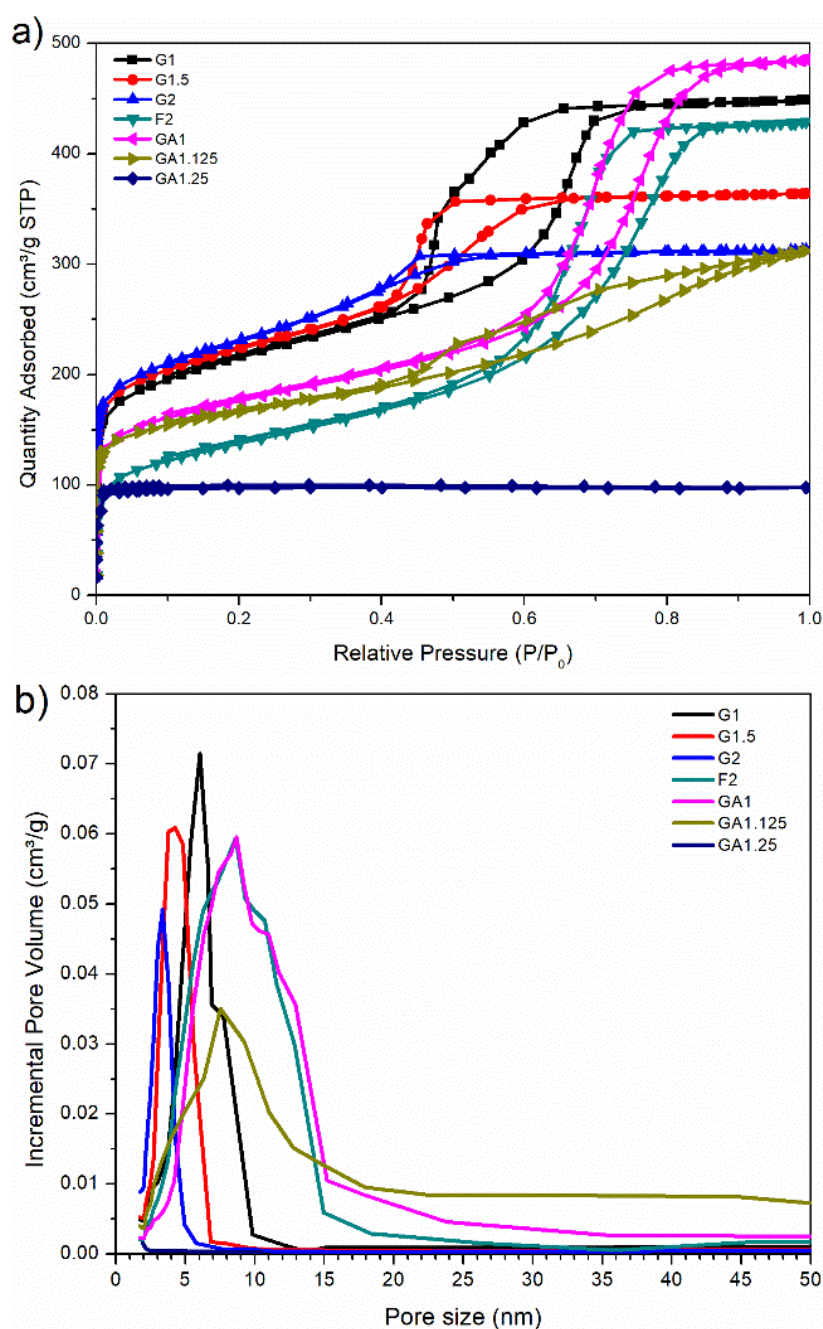 a)
500
400
300
200
100
0
Quantity Adsorbed (cm³/g STP)
G1
G1.5
G2
F2
GA1
GA1.125
GA1.25
0.0 0.2 0.4 0.6 0.8 1.0
Relative Pressure (P/P₀)
b)
0.08
0.07
0.06
0.05
0.04
0.03
0.02
0.01
0.00
Incremental Pore Volume (cm³/g)
G1
G1.5
G2
F2
GA1
GA1.125
GA1.25
0 5 10 15 20 25 30 35 40 45 50
Pore size (nm)